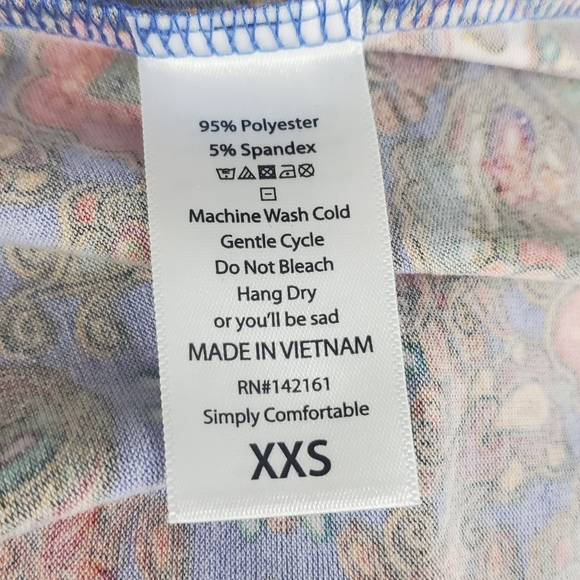 95% Polyester
5% Spandex
Machine Wash Cold
Gentle Cycle
Do Not Bleach
Hang Dry
or you'll be sad
MADE IN VIETNAM
RN#142161
Simply Comfortable
XXS